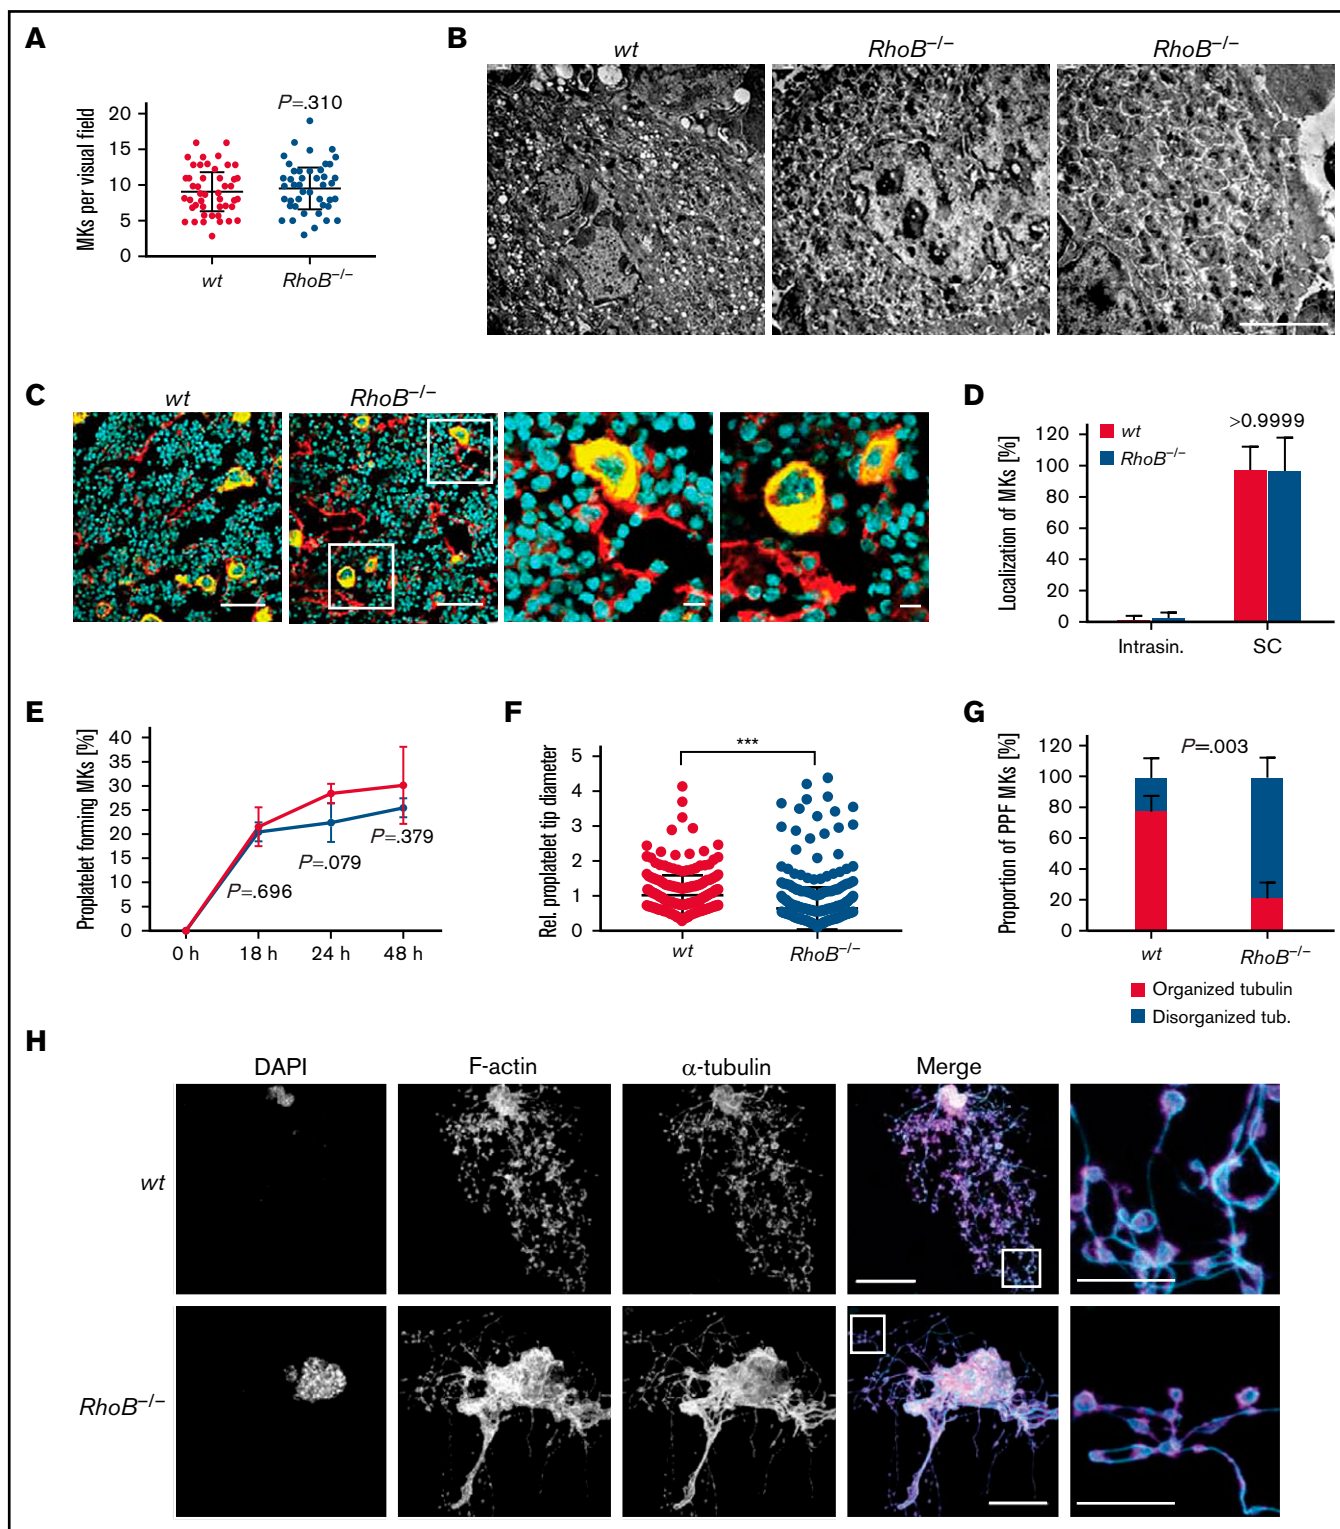 A
MKs per visual field
20
15
10
5
0
P=.310
wt
RhoB−/−
B
wt
RhoB−/−
RhoB−/−
C
wt
RhoB−/−
D
Localization of MKs [%]
120
100
80
60
40
20
0
wt
RhoB−/−
>0.9999
Intrasin.
SC
E
Proplatelet forming MKs [%]
40
35
30
25
20
15
10
5
0
P=.696
P=.079
P=.379
0 h
18 h
24 h
48 h
F
Rel. proplatelet tip diameter
5
4
3
2
1
0
***
wt
RhoB−/−
G
Proportion of PPF MKs [%]
120
100
80
60
40
20
0
P=.003
wt
RhoB−/−
Organized tubulin
Disorganized tub.
H
DAPI
F-actin
α-tubulin
Merge
wt
RhoB−/−